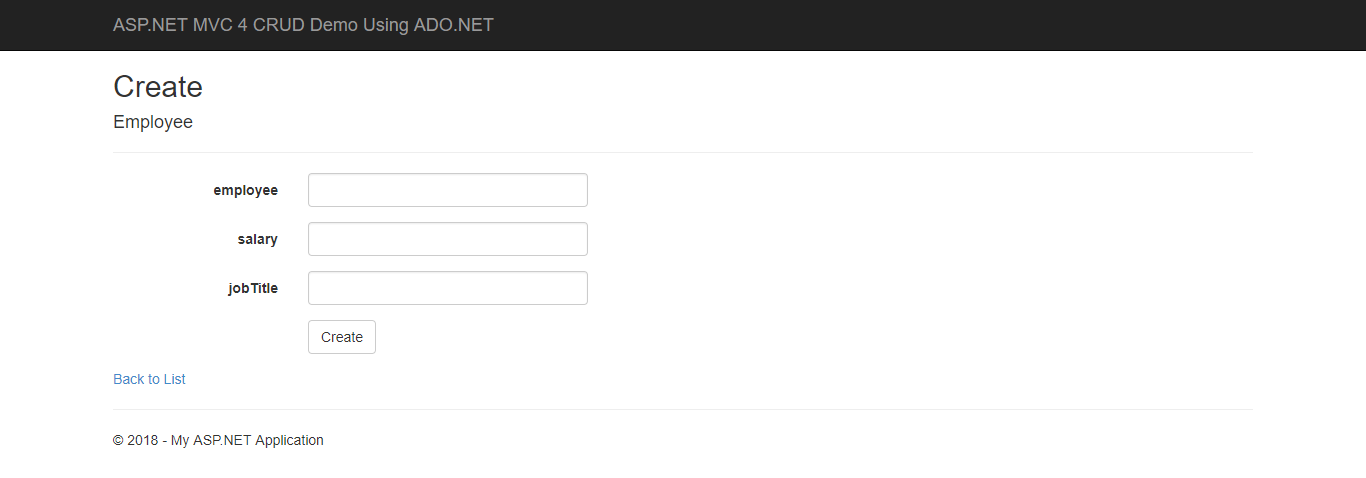 ASP.NET MVC 4 CRUD Demo Using ADO.NET
Create
Employee
employee
salary
jobTitle
Create
Back to List
© 2018 - My ASP.NET Application